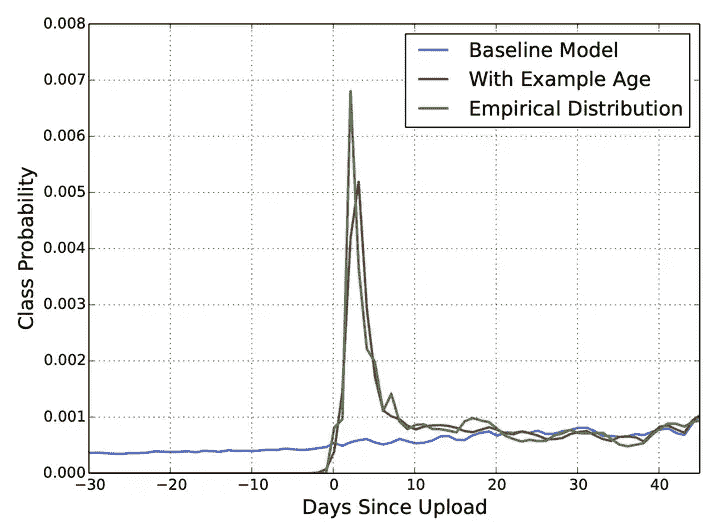 0.008
0.007
0.006
0.005
0.004
0.003
0.002
0.001
0.000
Class Probability
Baseline Model
With Example Age
Empirical Distribution
−30 −20 −10 0 10 20 30 40
Days Since Upload